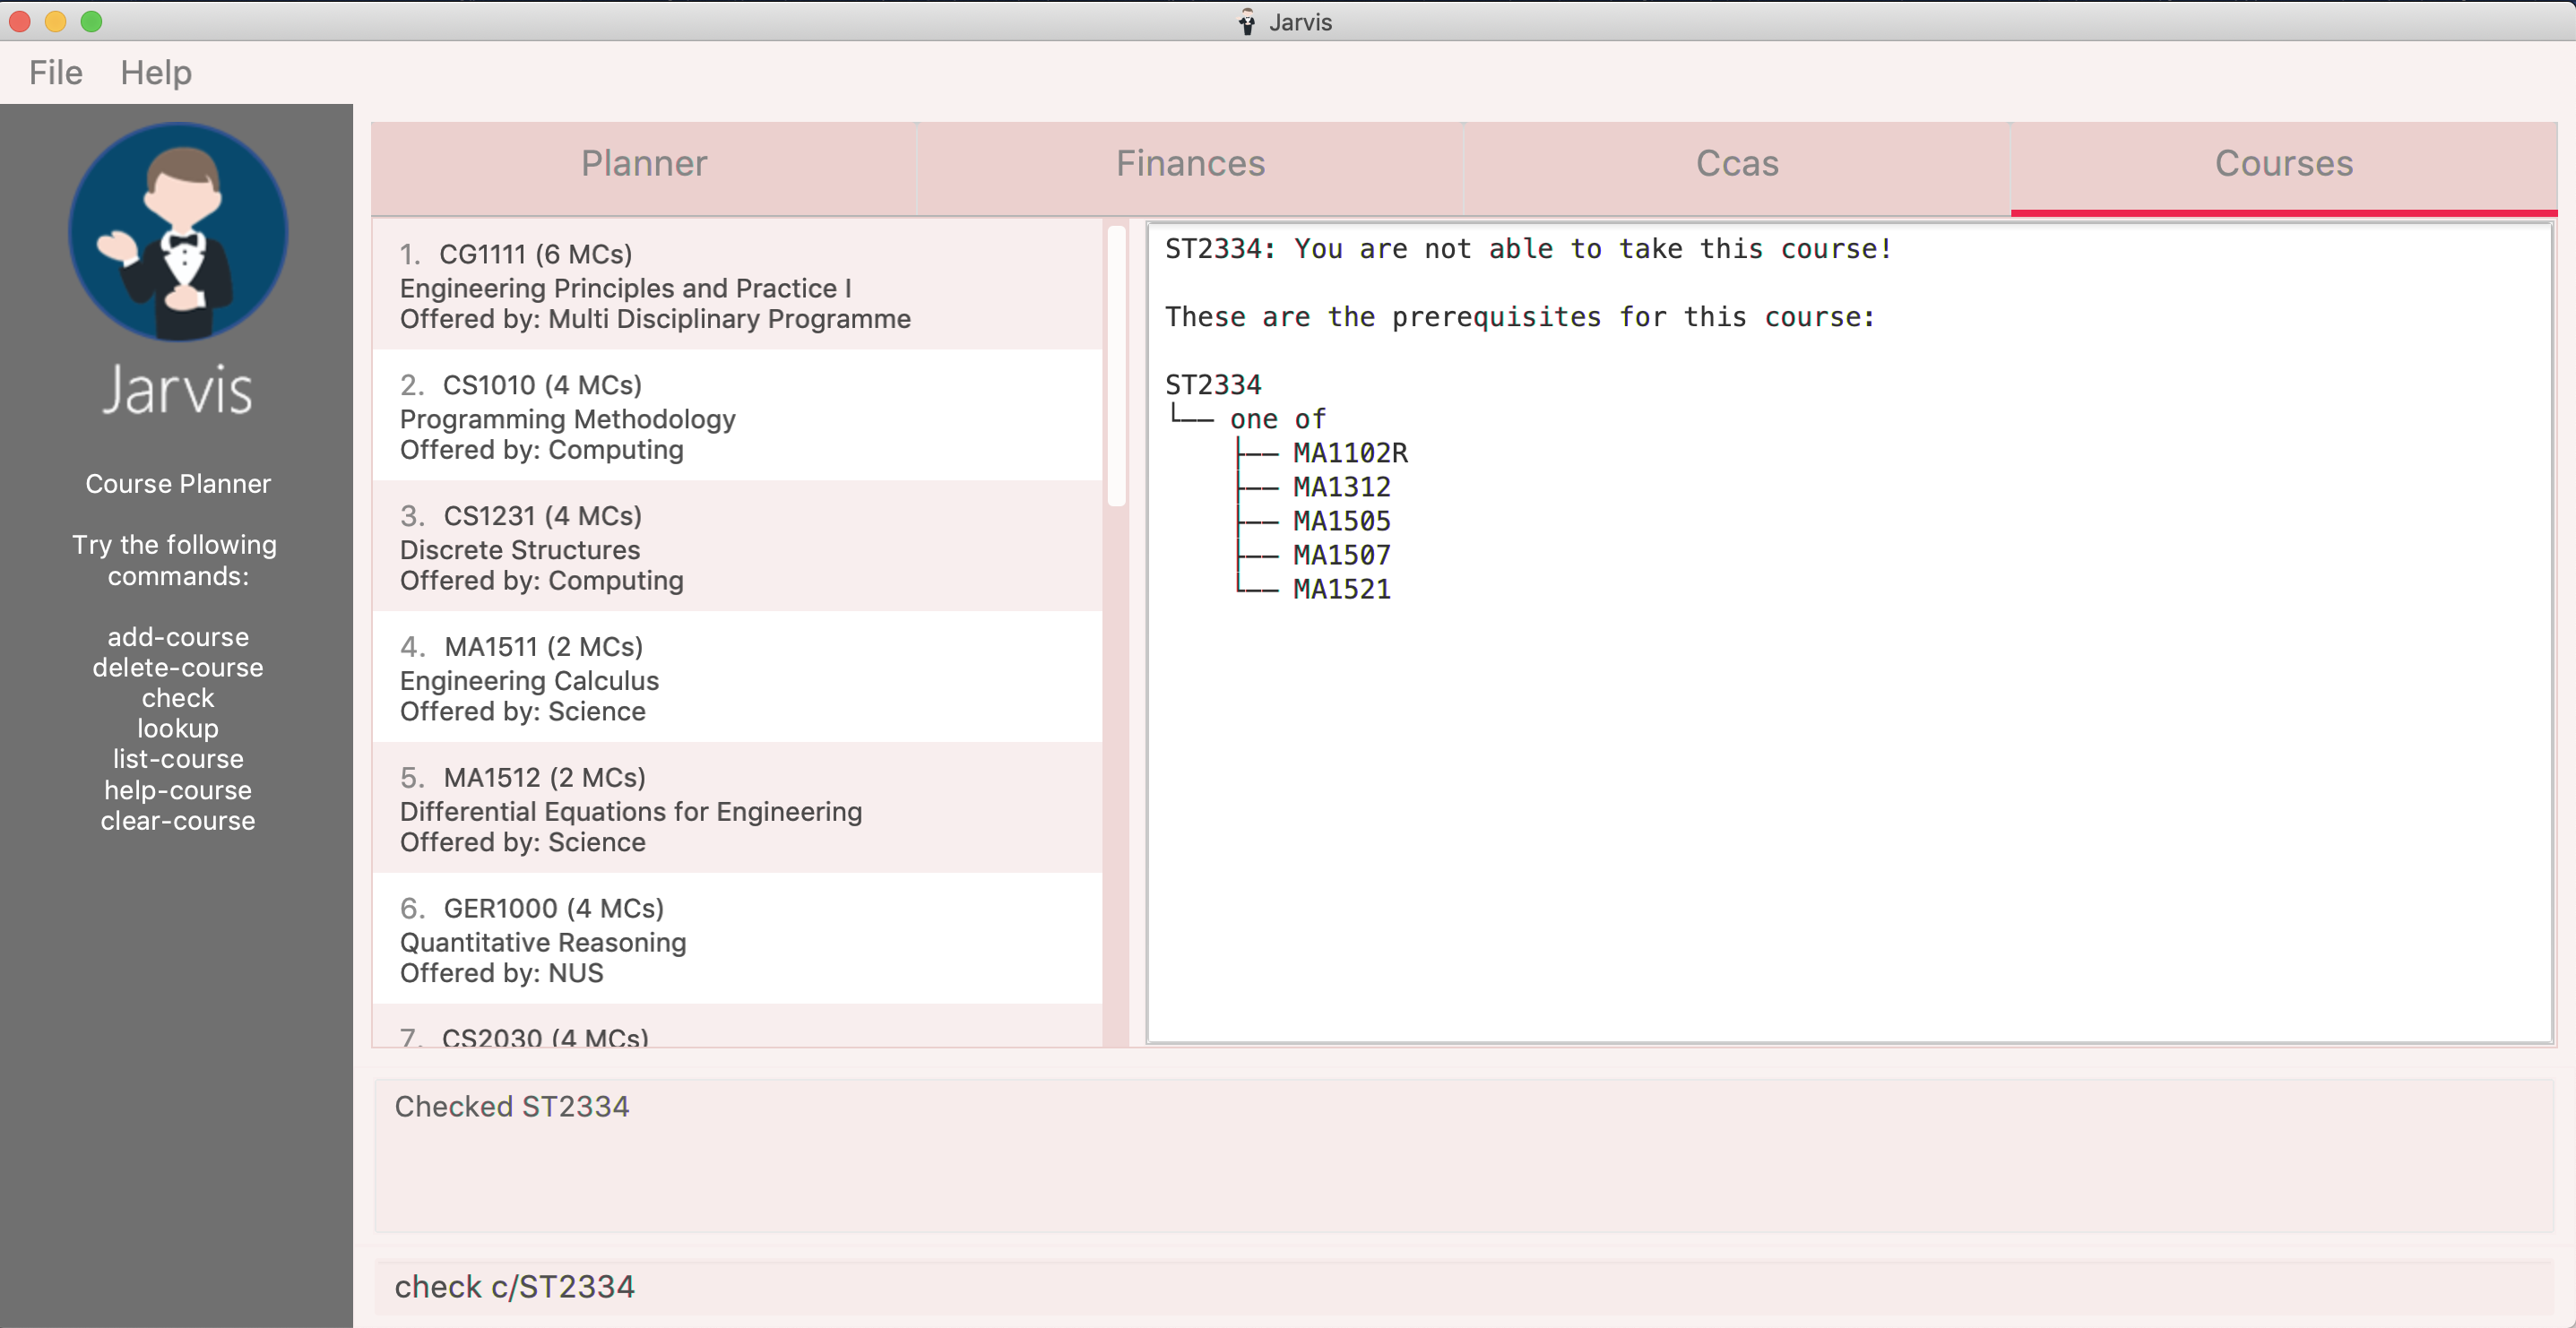 Jarvis
File Help
Jarvis
Course Planner
Try the following
commands:
add-course
delete-course
check
lookup
list-course
help-course
clear-course
Planner Finances Ccas Courses
1. CG1111 (6 MCs)
Engineering Principles and Practice I
Offered by: Multi Disciplinary Programme
2. CS1010 (4 MCs)
Programming Methodology
Offered by: Computing
3. CS1231 (4 MCs)
Discrete Structures
Offered by: Computing
4. MA1511 (2 MCs)
Engineering Calculus
Offered by: Science
5. MA1512 (2 MCs)
Differential Equations for Engineering
Offered by: Science
6. GER1000 (4 MCs)
Quantitative Reasoning
Offered by: NUS
7. CS2030 (4 MCs)
ST2334: You are not able to take this course!
These are the prerequisites for this course:
ST2334
└── one of
├── MA1102R
├── MA1312
├── MA1505
├── MA1507
└── MA1521
Checked ST2334
check c/ST2334